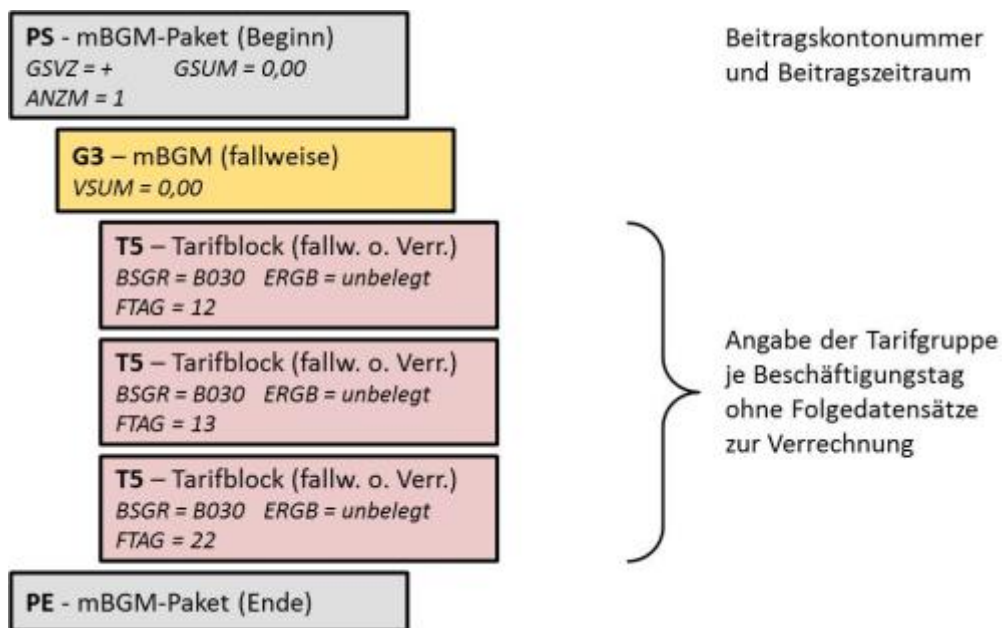 PS - mBGM-Paket (Beginn)
GSVZ = + GSUM = 0,00
ANZM = 1
Beitragskontonummer
und Beitragszeitraum
G3 – mBGM (fallweise)
VSUM = 0,00
T5 – Tarifblock (fallw. o. Verr.)
BSGR = B030 ERGB = unbelegt
FTAG = 12
T5 – Tarifblock (fallw. o. Verr.)
BSGR = B030 ERGB = unbelegt
FTAG = 13
T5 – Tarifblock (fallw. o. Verr.)
BSGR = B030 ERGB = unbelegt
FTAG = 22
Angabe der Tarifgruppe
je Beschäftigungstag
ohne Folgedatensätze
zur Verrechnung
PE - mBGM-Paket (Ende)